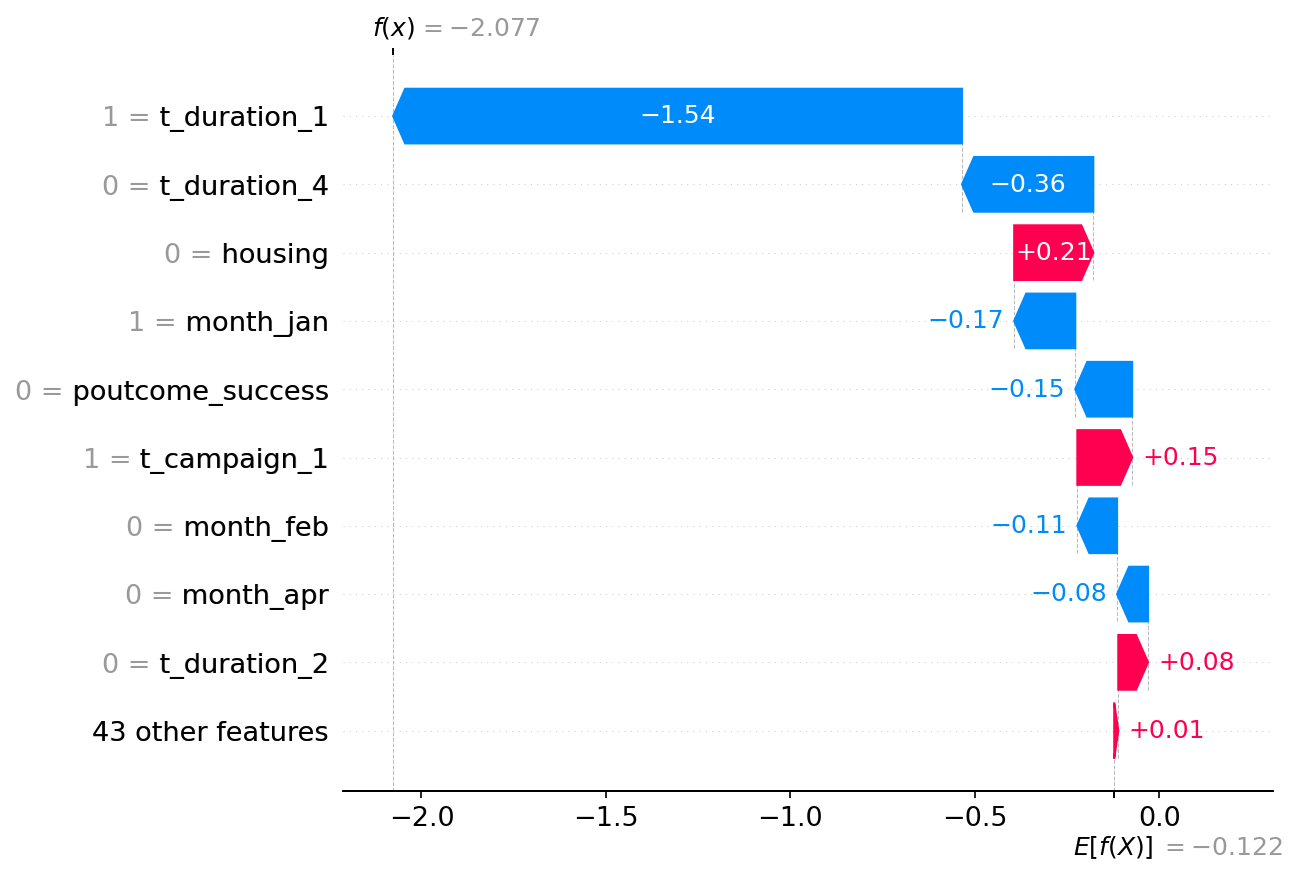 f(x) = −2.077
1 = t_duration_1
−1.54
0 = t_duration_4
−0.36
0 = housing
+0.21
1 = month_jan
−0.17
0 = poutcome_success
−0.15
1 = t_campaign_1
+0.15
0 = month_feb
−0.11
0 = month_apr
−0.08
0 = t_duration_2
+0.08
43 other features
+0.01
−2.0 −1.5 −1.0 −0.5 0.0
E[f(X)] = −0.122